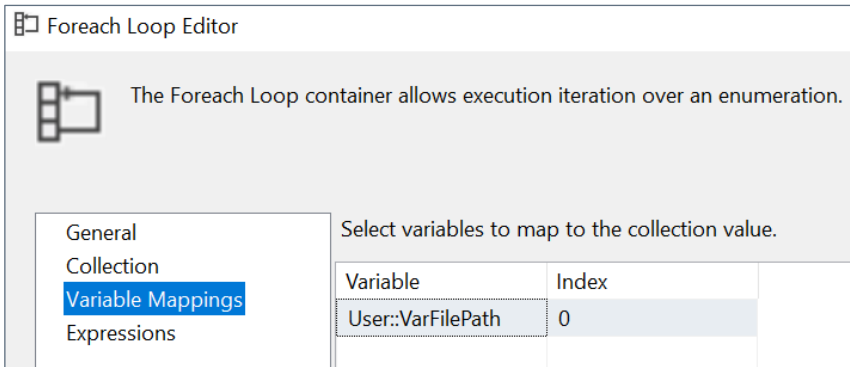 Foreach Loop Editor
The Foreach Loop container allows execution iteration over an enumeration.
General
Collection
Variable Mappings
Expressions
Select variables to map to the collection value.
Variable Index
User::VarFilePath 0